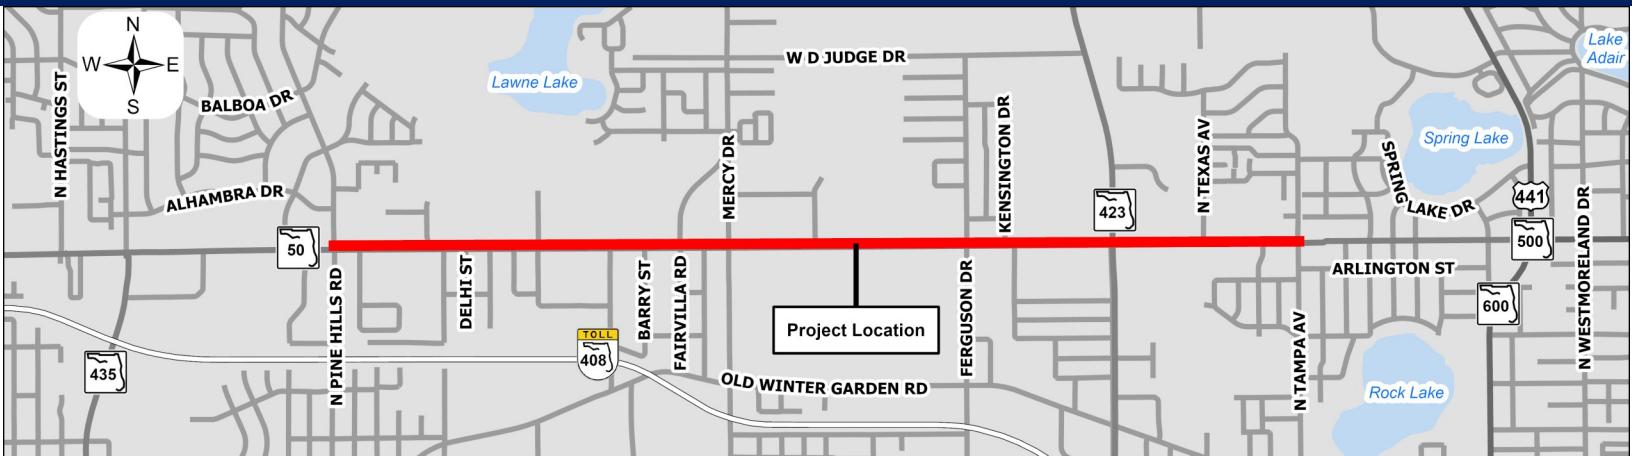 N
W E
S
N HASTINGS ST
BALBOA DR
ALHAMBRA DR
50
435
N PINE HILLS RD
DELHI ST
TOLL
408
Lawne Lake
BARRY ST
FAIRVILLA RD
MERCY DR
W D JUDGE DR
Project Location
OLD WINTER GARDEN RD
FERGUSON DR
KENSINGTON DR
423
N TEXAS AV
N TAMPA AV
SPRING LAKE DR
Spring Lake
Lake
Adair
441
500
ARLINGTON ST
600
Rock Lake
N WESTMORELAND DR